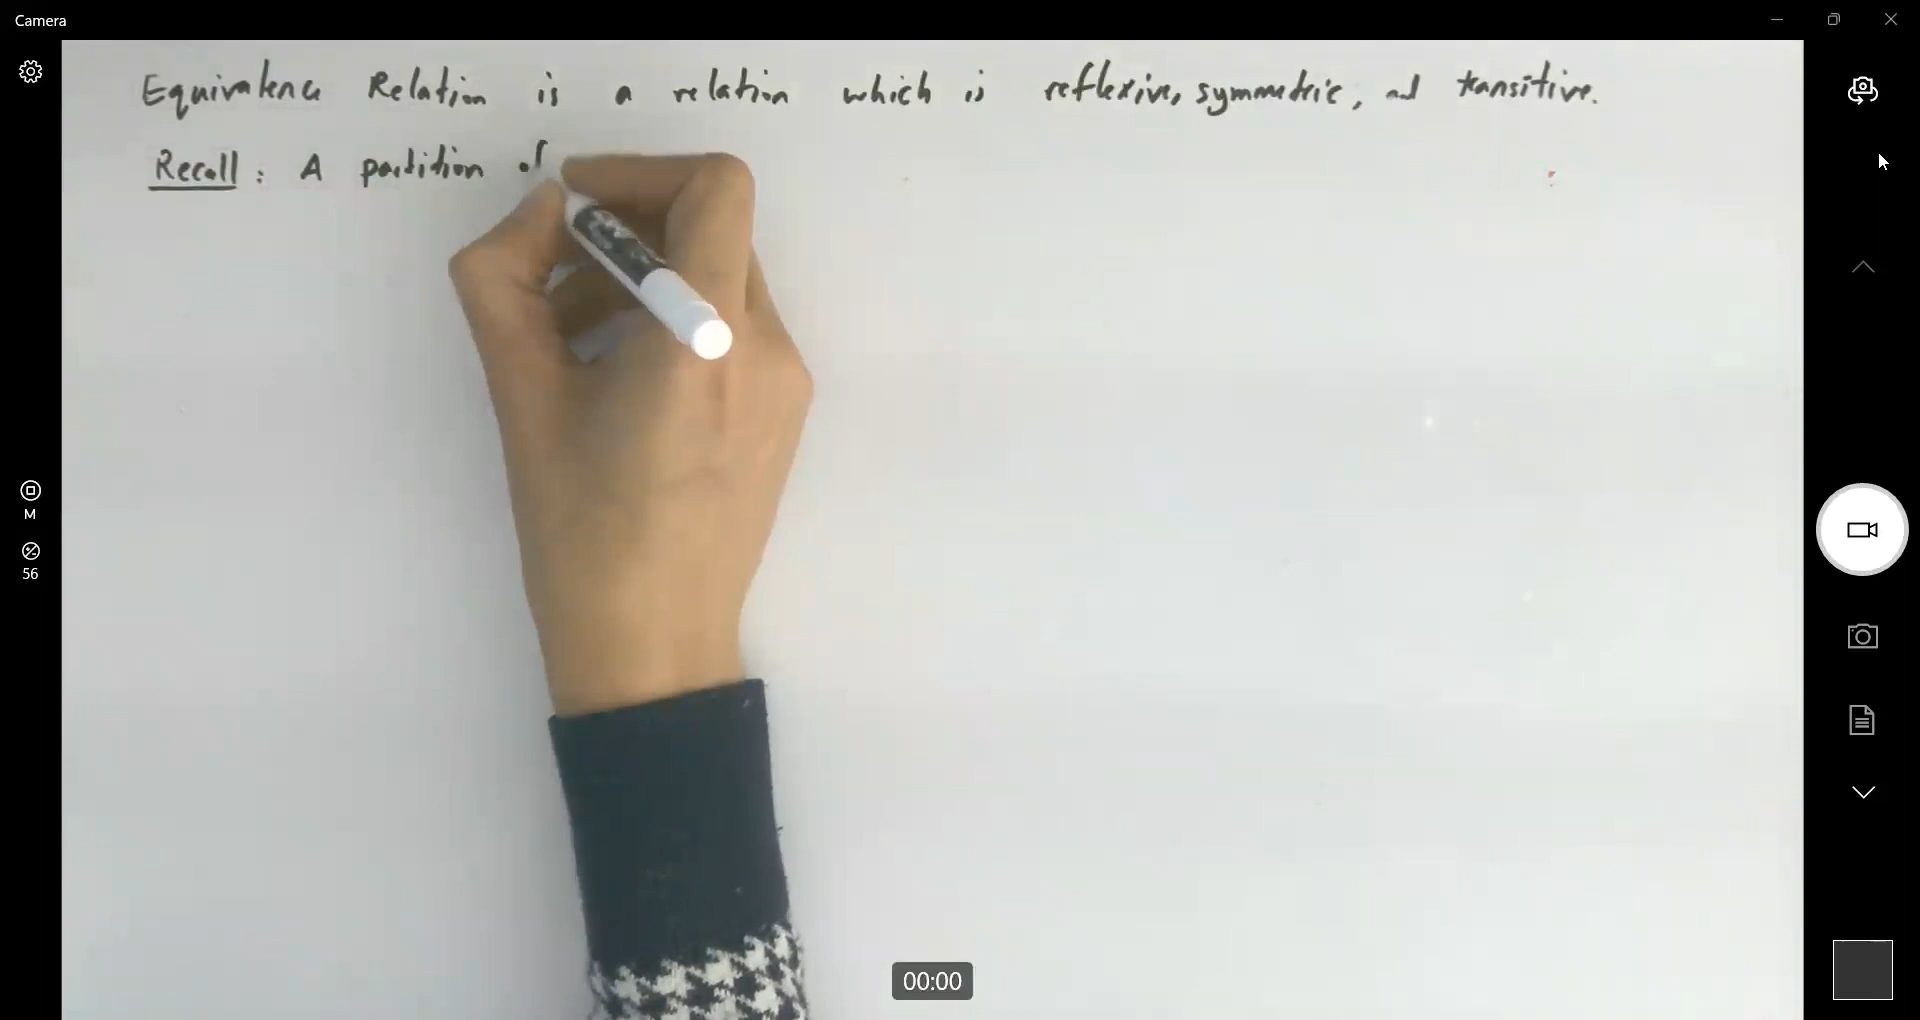 Camera
Equivalence Relation is a relation which is reflexive, symmetric, and transitive.
Recall : A partition of
M
56
00:00